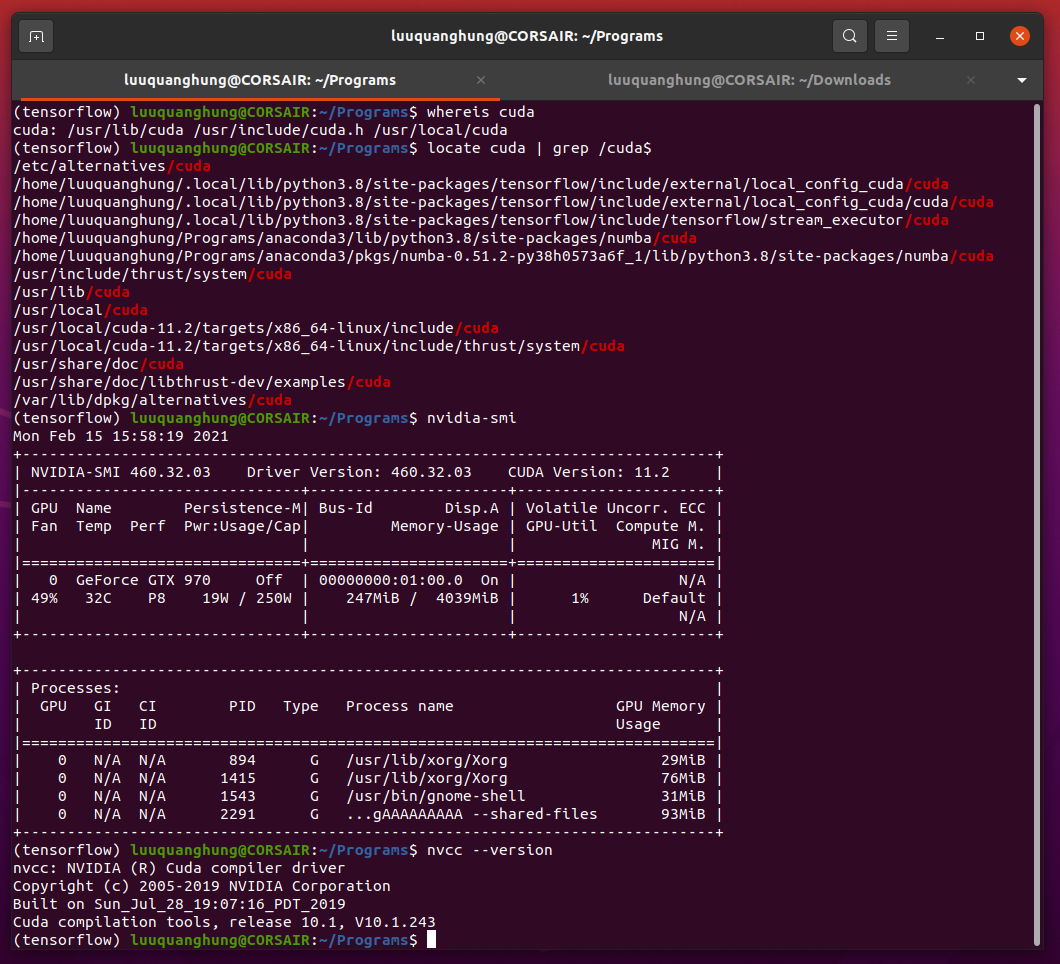 luuquanghung@CORSAIR: ~/Programs
luuquanghung@CORSAIR: ~/Programs
luuquanghung@CORSAIR: ~/Downloads
(tensorflow) luuquanghung@CORSAIR:~/Programs$ whereis cuda
cuda: /usr/lib/cuda /usr/include/cuda.h /usr/local/cuda
(tensorflow) luuquanghung@CORSAIR:~/Programs$ locate cuda | grep /cuda$
/etc/alternatives/cuda
/home/luuquanghung/.local/lib/python3.8/site-packages/tensorflow/include/external/local_config_cuda/cuda
/home/luuquanghung/.local/lib/python3.8/site-packages/tensorflow/include/external/local_config_cuda/cuda/cuda
/home/luuquanghung/.local/lib/python3.8/site-packages/tensorflow/include/tensorflow/stream_executor/cuda
/home/luuquanghung/Programs/anaconda3/lib/python3.8/site-packages/numba/cuda
/home/luuquanghung/Programs/anaconda3/pkgs/numba-0.51.2-py38h0573a6f_1/lib/python3.8/site-packages/numba/cuda
/usr/include/thrust/system/cuda
/usr/lib/cuda
/usr/local/cuda
/usr/local/cuda-11.2/targets/x86_64-linux/include/cuda
/usr/local/cuda-11.2/targets/x86_64-linux/include/thrust/system/cuda
/usr/share/doc/cuda
/usr/share/doc/libthrust-dev/examples/cuda
/var/lib/dpkg/alternatives/cuda
(tensorflow) luuquanghung@CORSAIR:~/Programs$ nvidia-smi
Mon Feb 15 15:58:19 2021
+-----------------------------------------------------------------------------+
| NVIDIA-SMI 460.32.03    Driver Version: 460.32.03    CUDA Version: 11.2     |
|-------------------------------+----------------------+----------------------+
| GPU  Name        Persistence-M| Bus-Id        Disp.A | Volatile Uncorr. ECC |
| Fan  Temp  Perf  Pwr:Usage/Cap|         Memory-Usage | GPU-Util  Compute M. |
|                               |                      |               MIG M. |
|===============================+======================+======================|
|   0  GeForce GTX 970     Off  | 00000000:01:00.0  On |                  N/A |
| 49%   32C    P8    19W / 250W |    247MiB /  4039MiB |      1%      Default |
|                               |                      |                  N/A |
+-------------------------------+----------------------+----------------------+
+-----------------------------------------------------------------------------+
| Processes:                                                                  |
|  GPU   GI   CI        PID   Type   Process name                  GPU Memory |
|        ID   ID                                                   Usage      |
|=============================================================================|
|    0   N/A  N/A       894      G   /usr/lib/xorg/Xorg                 29MiB |
|    0   N/A  N/A      1415      G   /usr/lib/xorg/Xorg                 76MiB |
|    0   N/A  N/A      1543      G   /usr/bin/gnome-shell               31MiB |
|    0   N/A  N/A      2291      G   ...gAAAAAAAAA --shared-files       93MiB |
+-----------------------------------------------------------------------------+
(tensorflow) luuquanghung@CORSAIR:~/Programs$ nvcc --version
nvcc: NVIDIA (R) Cuda compiler driver
Copyright (c) 2005-2019 NVIDIA Corporation
Built on Sun_Jul_28_19:07:16_PDT_2019
Cuda compilation tools, release 10.1, V10.1.243
(tensorflow) luuquanghung@CORSAIR:~/Programs$